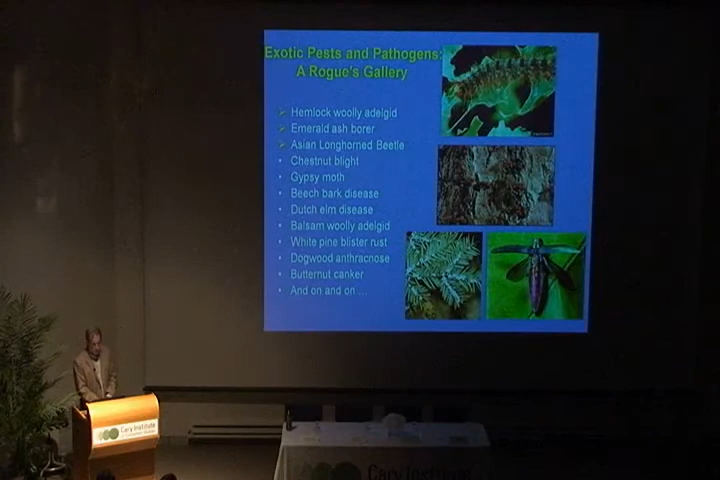 Exotic Pests and Pathogens:
A Rogue's Gallery
➢ Hemlock woolly adelgid
➢ Emerald ash borer
➢ Asian Longhorned Beetle
• Chestnut blight
• Gypsy moth
• Beech bark disease
• Dutch elm disease
• Balsam woolly adelgid
• White pine blister rust
• Dogwood anthracnose
• Butternut canker
• And on and on ...
Cary Institute
Cary Institute